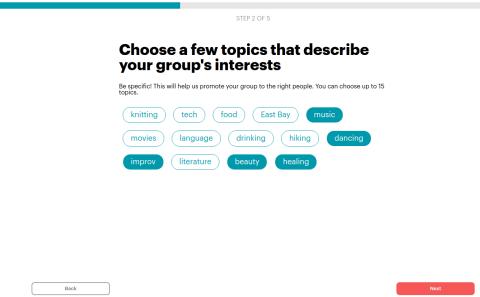 STEP 2 OF 5
Choose a few topics that describe
your group's interests
Be specific! This will help us promote your group to the right people. You can choose up to 15
topics.
knitting tech food East Bay music
movies language drinking hiking dancing
improv literature beauty healing
Back Next